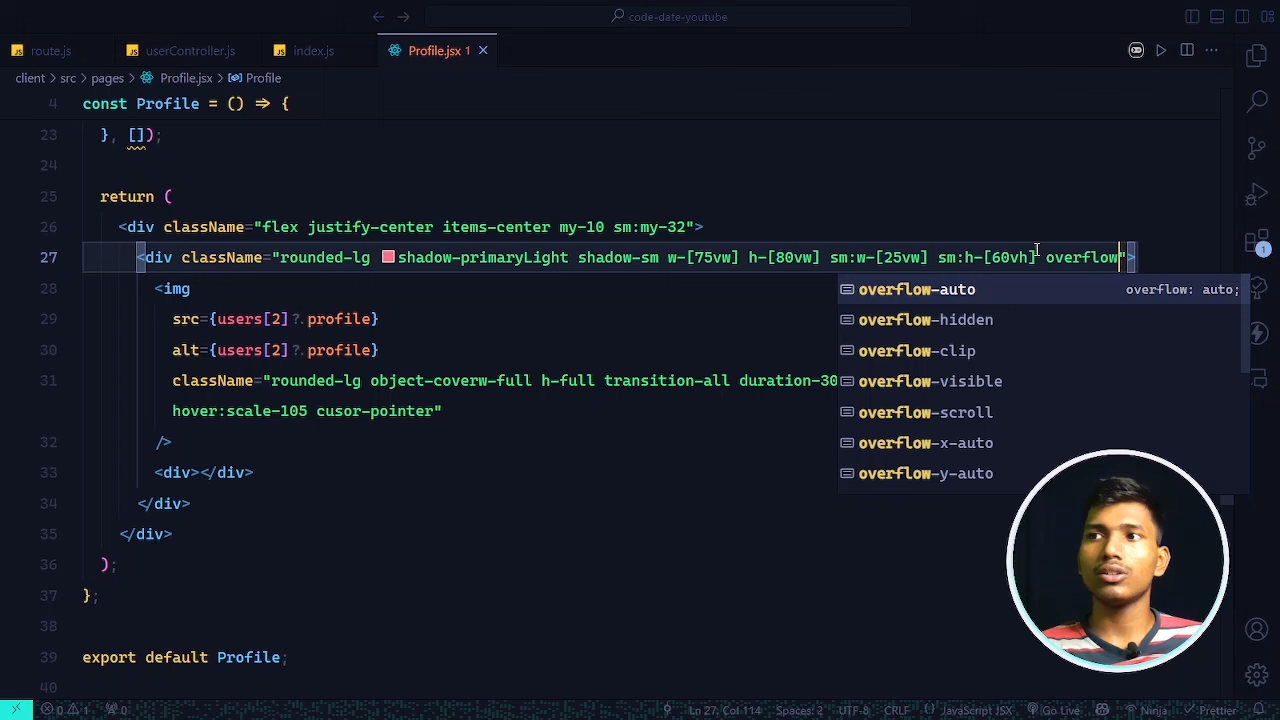 code-date-youtube
route.js
userController.js
index.js
Profile.jsx 1
client > src > pages > Profile.jsx > Profile
4 const Profile = () => {
23 }, []);
24
25 return (
26 <div className="flex justify-center items-center my-10 sm:my-32">
27 <div className="rounded-lg shadow-primaryLight shadow-sm w-[75vw] h-[80vw] sm:w-[25vw] sm:h-[60vh] overflow">
overflow-auto overflow: auto;
28 <img
29 src={users[2]?.profile}
overflow-hidden
30 alt={users[2]?.profile}
overflow-clip
31 className="rounded-lg object-coverw-full h-full transition-all duration-30
overflow-visible
hover:scale-105 cusor-pointer"
overflow-scroll
32 />
overflow-x-auto
33 <div></div>
overflow-y-auto
34 </div>
35 </div>
36 );
37 };
38
39 export default Profile;
40
0 1 0 Ln 27, Col 114 Spaces: 2 UTF-8 CRLF {} JavaScript JSX Go Live Ninja Prettier
1